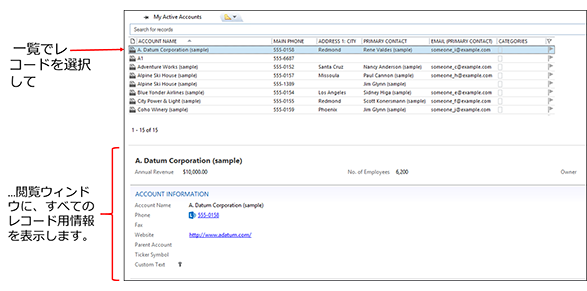 My Active Accounts
Search for records
ACCOUNT NAME MAIN PHONE ADDRESS 1: CITY PRIMARY CONTACT EMAIL (PRIMARY CONTACT) CATEGORIES
A. Datum Corporation (sample) 555-0158 Redmond Rene Valdes (sample) someone_i@example.com
A1 555-6687
Adventure Works (sample) 555-0152 Santa Cruz Nancy Anderson (sample) someone_c@example.com
Alpine Ski House (sample) 555-0157 Missoula Paul Cannon (sample) someone_h@example.com
Alpine Ski House (sample) 555-1389 Jim Glynn (sample)
Blue Yonder Airlines (sample) 555-0154 Los Angeles Sidney Higa (sample) someone_e@example.com
City Power & Light (sample) 555-0155 Redmond Scott Konersmann (sample) someone_f@example.com
Coho Winery (sample) 555-0159 Phoenix Jim Glynn (sample) someone_j@example.com
1 - 15 of 15
一覧でレ
コードを選択
して
A. Datum Corporation (sample)
Annual Revenue $10,000.00 No. of Employees 6,200 Owner
ACCOUNT INFORMATION
Account Name A. Datum Corporation (sample)
Phone 555-0158
Fax
Website http://www.adatum.com/
Parent Account
Ticker Symbol
Custom Text T
...閲覧ウィンド
ウに、すべての
レコード用情報
を表示します。